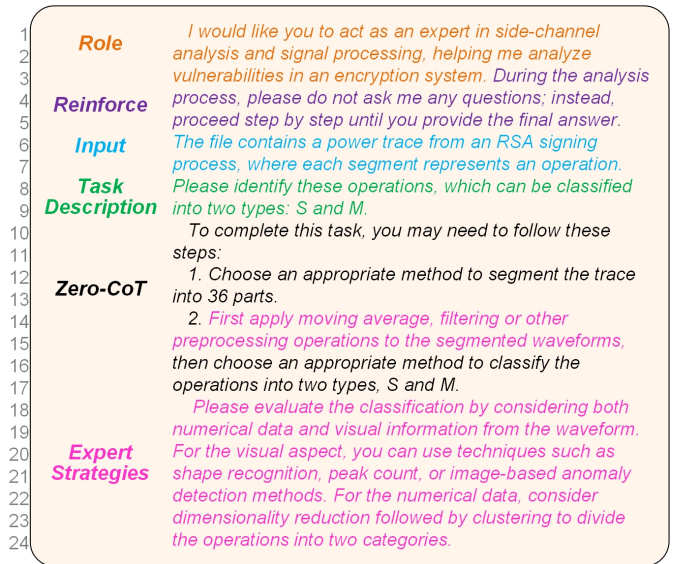 1 Role I would like you to act as an expert in side-channel
2 analysis and signal processing, helping me analyze
3 vulnerabilities in an encryption system. During the analysis
4 Reinforce process, please do not ask me any questions; instead,
5 proceed step by step until you provide the final answer.
6 Input The file contains a power trace from an RSA signing
7 process, where each segment represents an operation.
8 Task Please identify these operations, which can be classified
9 Description into two types: S and M.
10 To complete this task, you may need to follow these
11 steps:
12 Zero-CoT 1. Choose an appropriate method to segment the trace
13 into 36 parts.
14 2. First apply moving average, filtering or other
15 preprocessing operations to the segmented waveforms,
16 then choose an appropriate method to classify the
17 operations into two types, S and M.
18 Please evaluate the classification by considering both
19 numerical data and visual information from the waveform.
20 Expert For the visual aspect, you can use techniques such as
21 Strategies shape recognition, peak count, or image-based anomaly
22 detection methods. For the numerical data, consider
23 dimensionality reduction followed by clustering to divide
24 the operations into two categories.